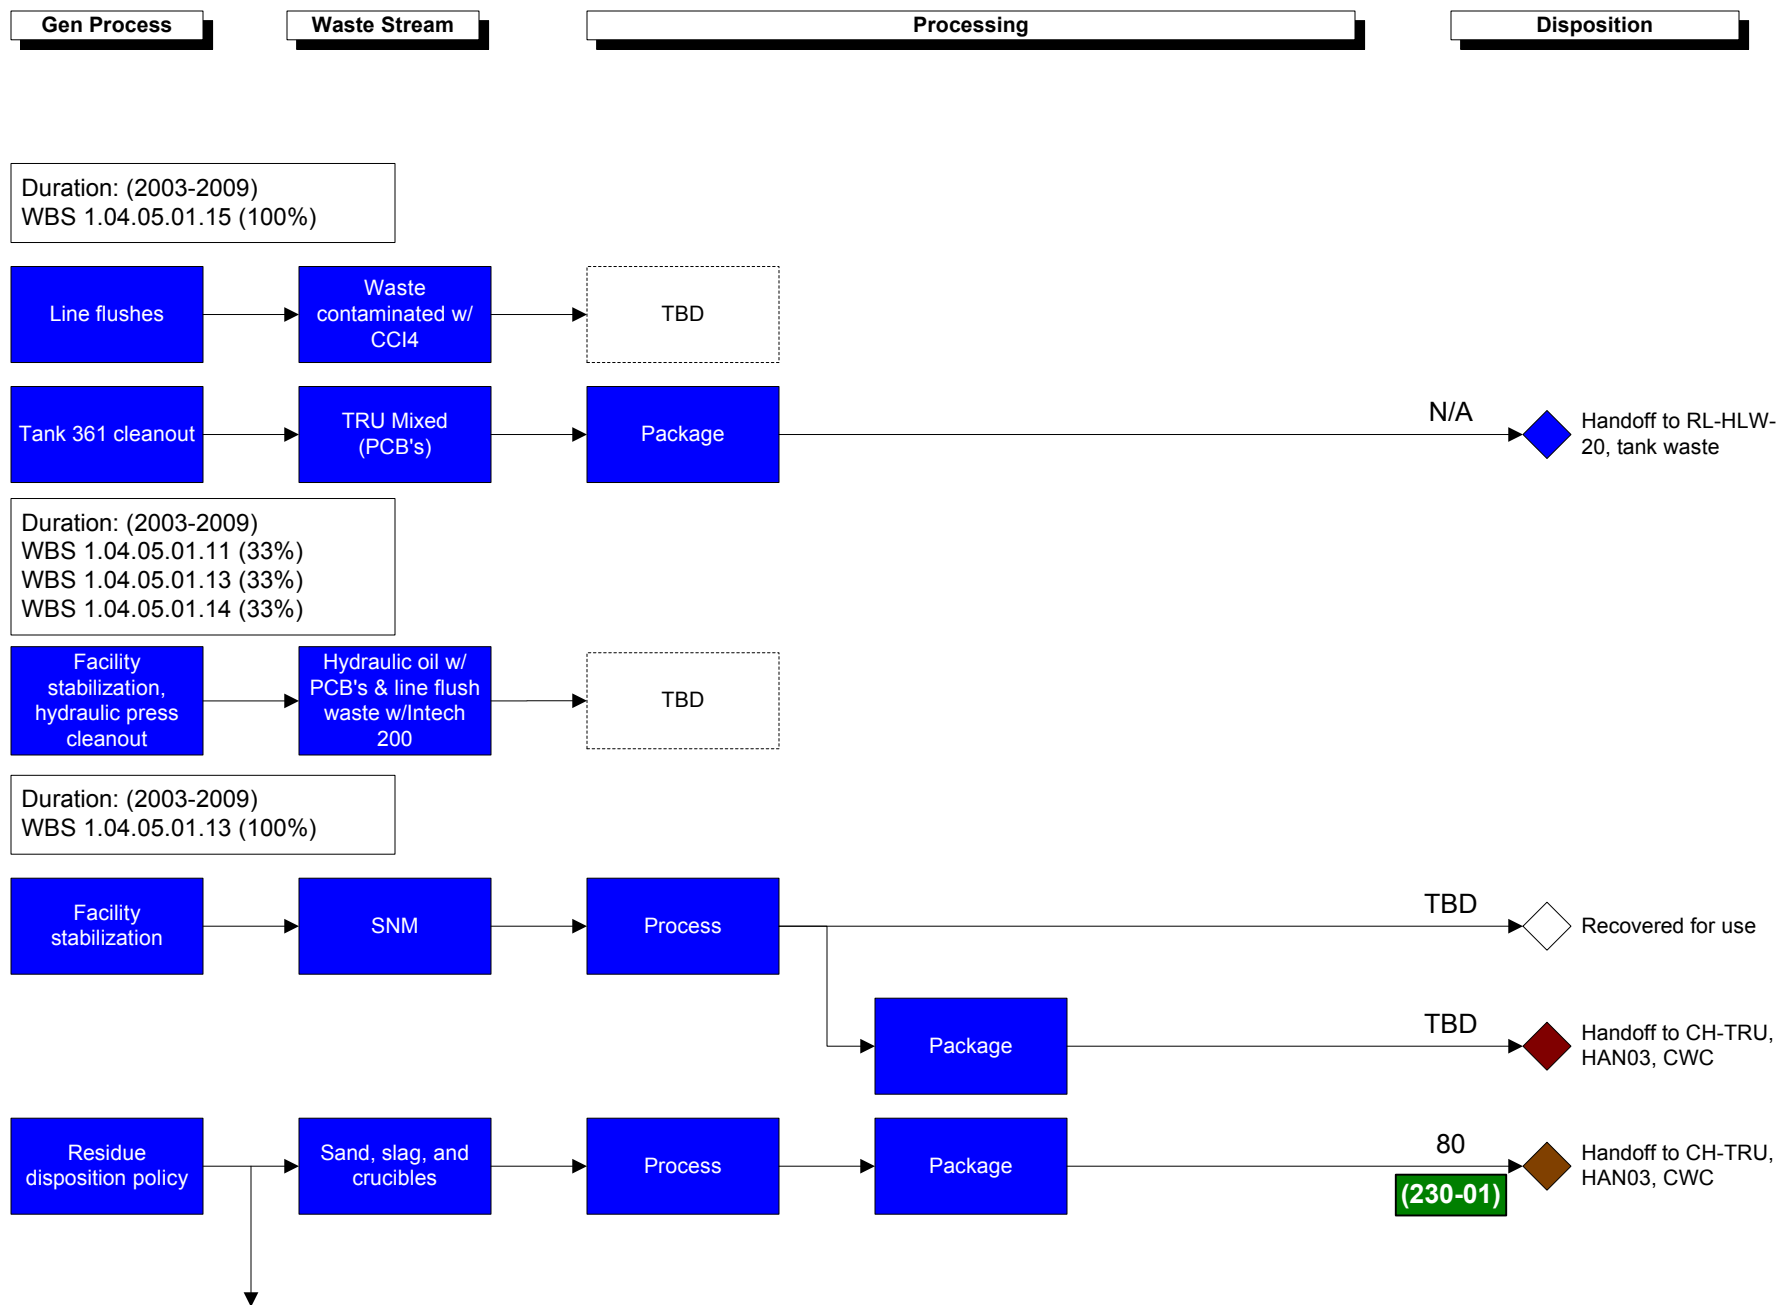 Gen Process
Waste Stream
Processing
Disposition
Duration: (2003-2009)
WBS 1.04.05.01.15 (100%)
Line flushes
Waste
contaminated w/
CCl4
TBD
Tank 361 cleanout
TRU Mixed
(PCB's)
Package
N/A
Handoff to RL-HLW-
20, tank waste
Duration: (2003-2009)
WBS 1.04.05.01.11 (33%)
WBS 1.04.05.01.13 (33%)
WBS 1.04.05.01.14 (33%)
Facility
stabilization,
hydraulic press
cleanout
Hydraulic oil w/
PCB's & line flush
waste w/Intech
200
TBD
Duration: (2003-2009)
WBS 1.04.05.01.13 (100%)
Facility
stabilization
SNM
Process
TBD
Recovered for use
Package
TBD
Handoff to CH-TRU,
HAN03, CWC
Residue
disposition policy
Sand, slag, and
crucibles
Process
Package
80
(230-01)
Handoff to CH-TRU,
HAN03, CWC